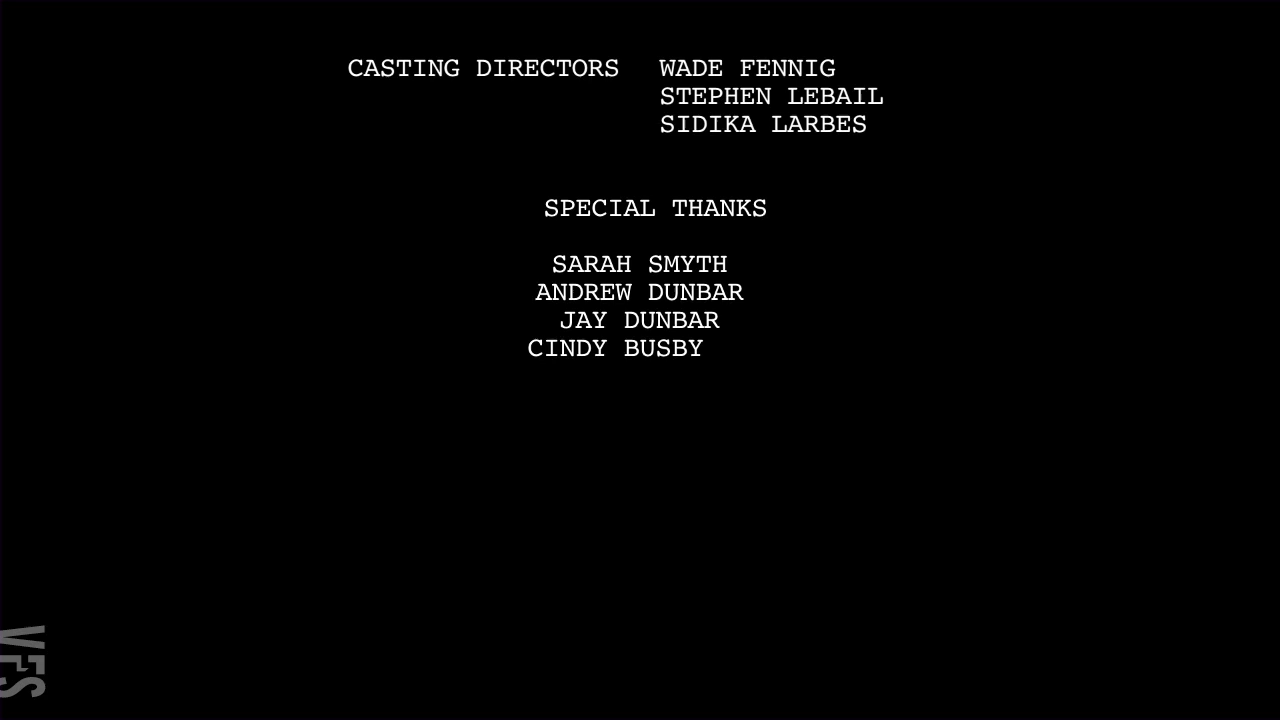 CASTING DIRECTORS WADE FENNIG
STEPHEN LEBAIL
SIDIKA LARBES
SPECIAL THANKS
SARAH SMYTH
ANDREW DUNBAR
JAY DUNBAR
CINDY BUSBY
VFS